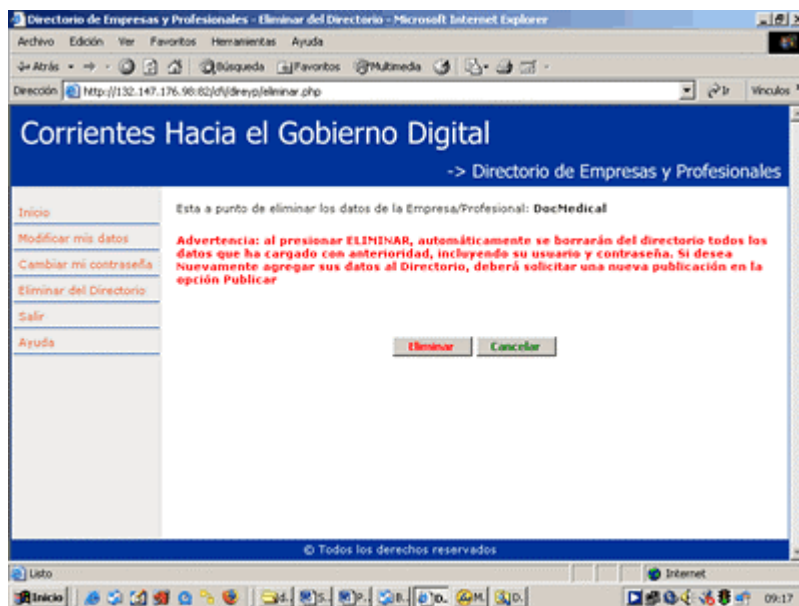 Directorio de Empresas y Profesionales - Eliminar del Directorio - Microsoft Internet Explorer
Archivo Edición Ver Favoritos Herramientas Ayuda
Atrás Búsqueda Favoritos Multimedia
Dirección http://132.147.176.98:82/cfi/direyp/eliminar.php Ir Vínculos
Corrientes Hacia el Gobierno Digital
-> Directorio de Empresas y Profesionales
Inicio
Modificar mis datos
Cambiar mi contraseña
Eliminar del Directorio
Salir
Ayuda
Esta a punto de eliminar los datos de la Empresa/Profesional: DocMedical
Advertencia: al presionar ELIMINAR, automáticamente se borrarán del directorio todos los
datos que ha cargado con anterioridad, incluyendo su usuario y contraseña. Si desea
Nuevamente agregar sus datos al Directorio, deberá solicitar una nueva publicación en la
opción Publicar
Eliminar Cancelar
© Todos los derechos reservados
Listo Internet
Inicio 09:17